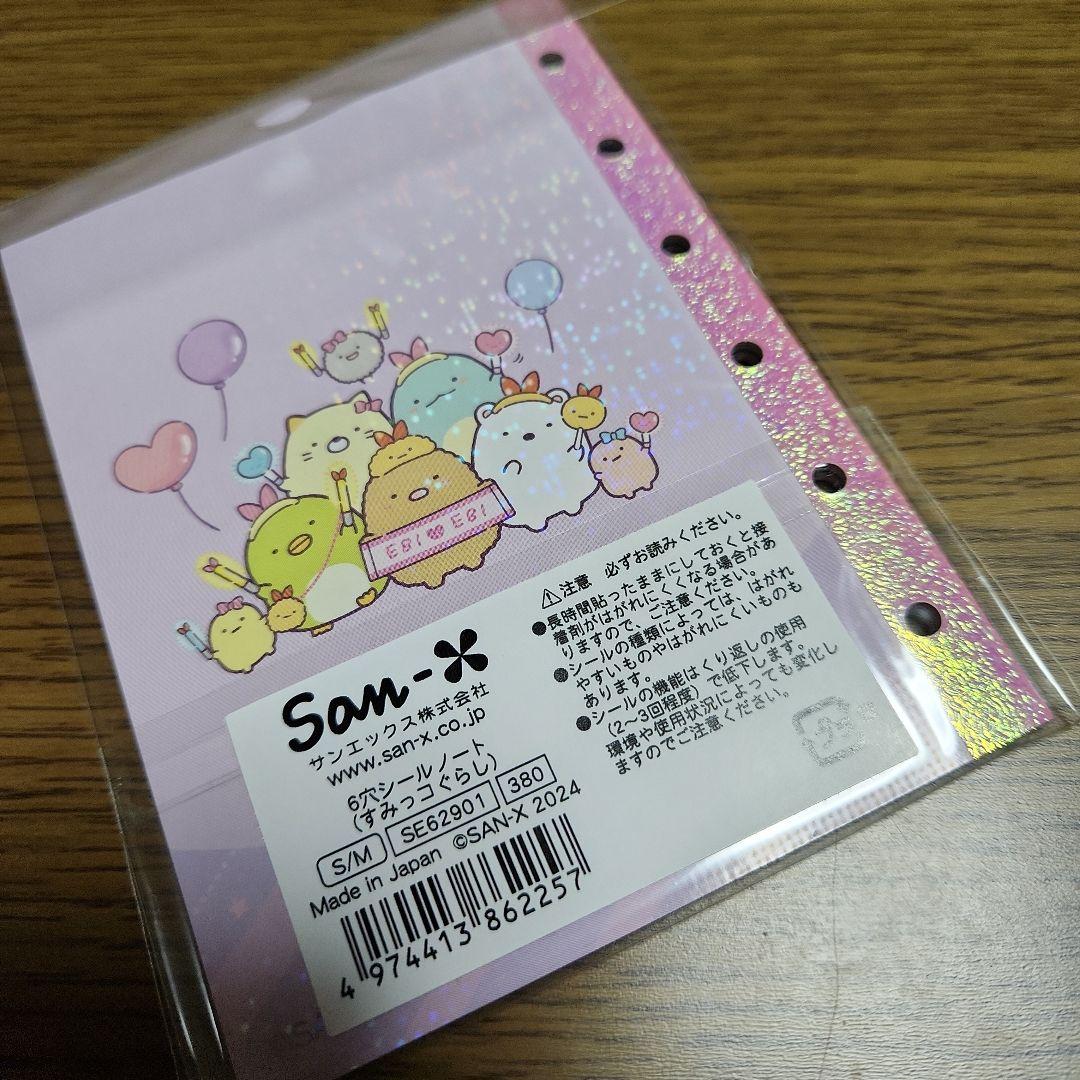 EBI EBI
San-X
サンエックス株式会社
www.san-x.co.jp
6穴シールノート
(すみっコぐらし)
S/M SE62901 380
Made in Japan ©SAN-X 2024
4 974413 862257
⚠注意 必ずお読みください。
●長時間貼ったままにしておくと接
着剤がはがれにくくなる場合があ
りますので、ご注意ください。
●シールの種類によっては、はがれ
やすいものやはがれにくいものも
あります。
●シールの機能はくり返しの使用
(2〜3回程度)で低下します。
環境や使用状況によっても変化し
ますのでご注意ください。
プラ